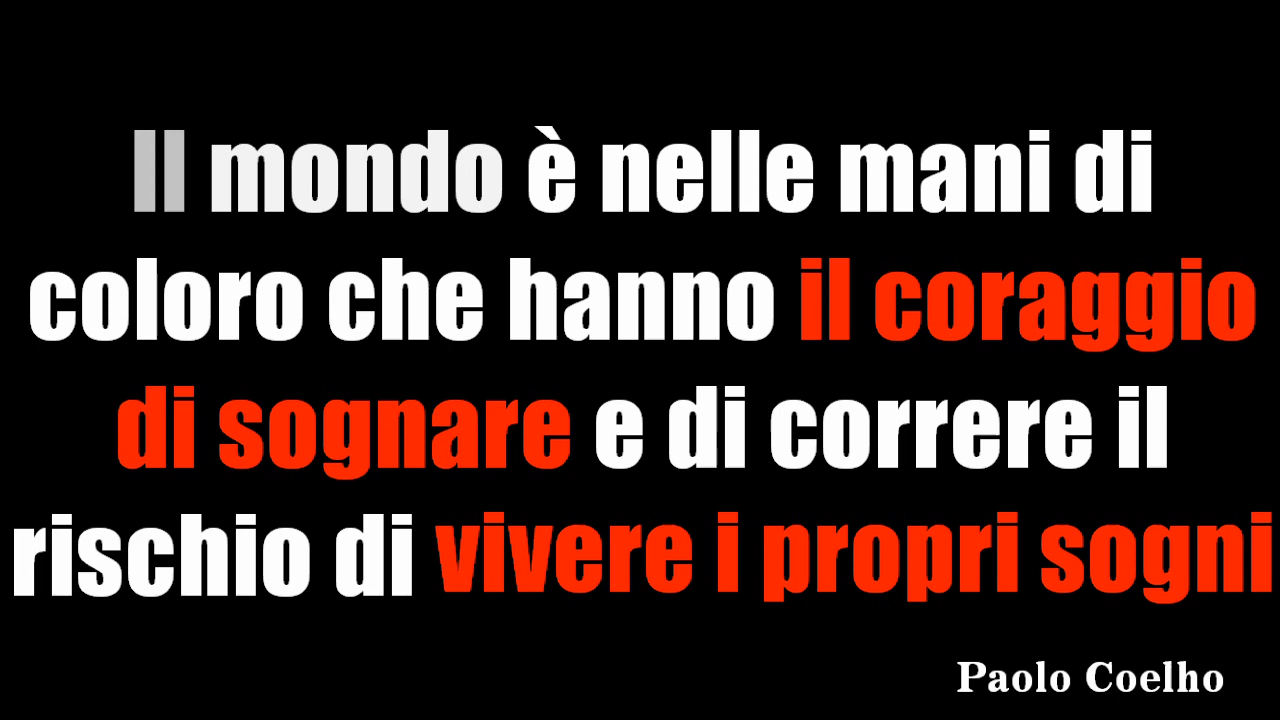 Il mondo è nelle mani di
coloro che hanno il coraggio
di sognare e di correre il
rischio di vivere i propri sogni
Paolo Coelho